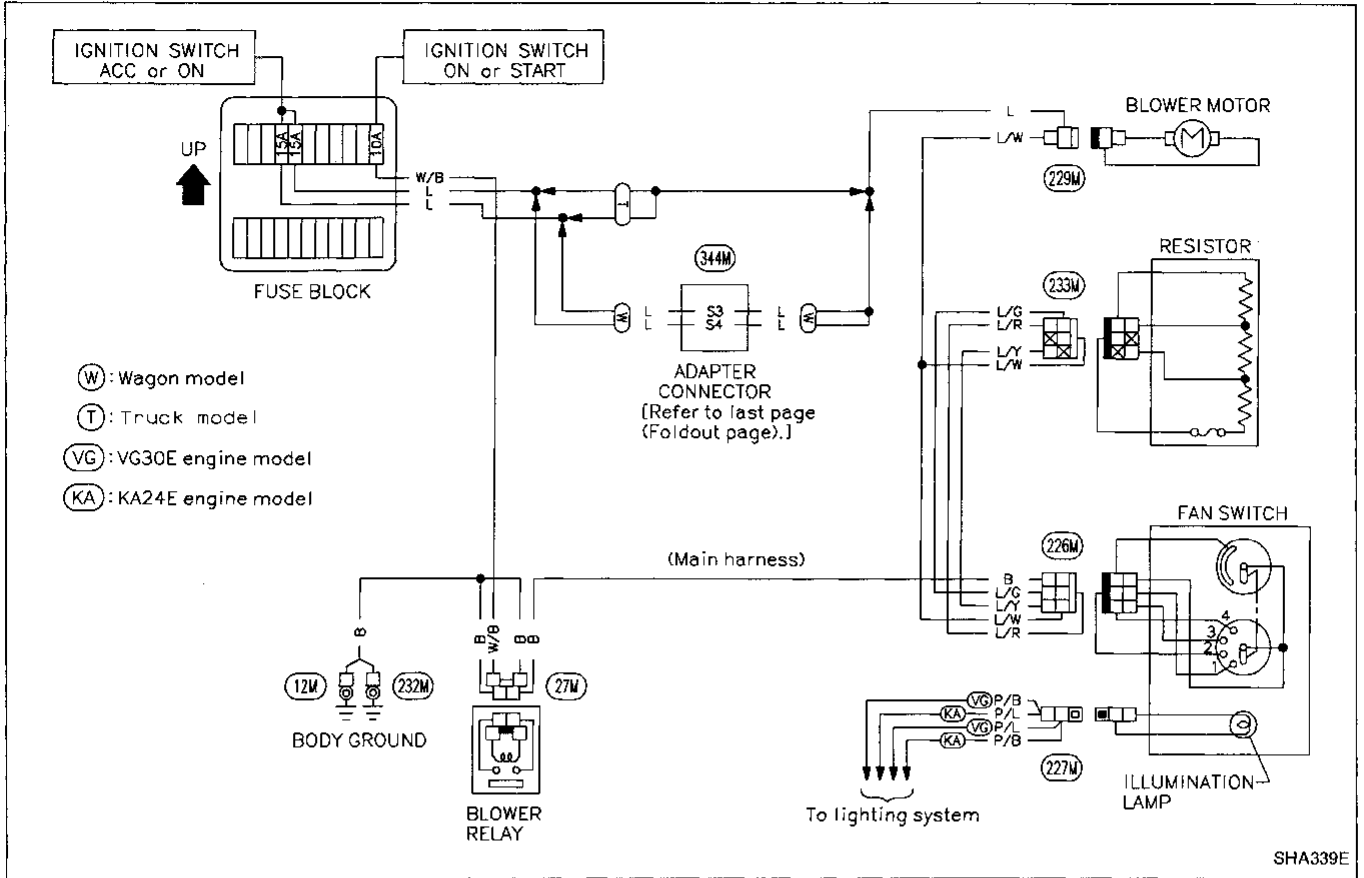 IGNITION SWITCH
ACC or ON
IGNITION SWITCH
ON or START
15A
15A
10A
UP
FUSE BLOCK
W/B
L
L
T
344M
W
L
L
S3
S4
L
L
W
ADAPTER
CONNECTOR
[Refer to last page
(Foldout page).]
L
L/W
BLOWER MOTOR
M
229M
RESISTOR
233M
L/G
L/R
L/Y
L/W
W : Wagon model
T : Truck model
VG : VG30E engine model
KA : KA24E engine model
(Main harness)
FAN SWITCH
226M
B
L/G
L/Y
L/W
L/R
4
3
2
1
B
B
W/B
B
B
12M
232M
27M
BODY GROUND
BLOWER
RELAY
VG P/B
KA P/L
VG P/L
KA P/B
227M
To lighting system
ILLUMINATION
LAMP
SHA339E